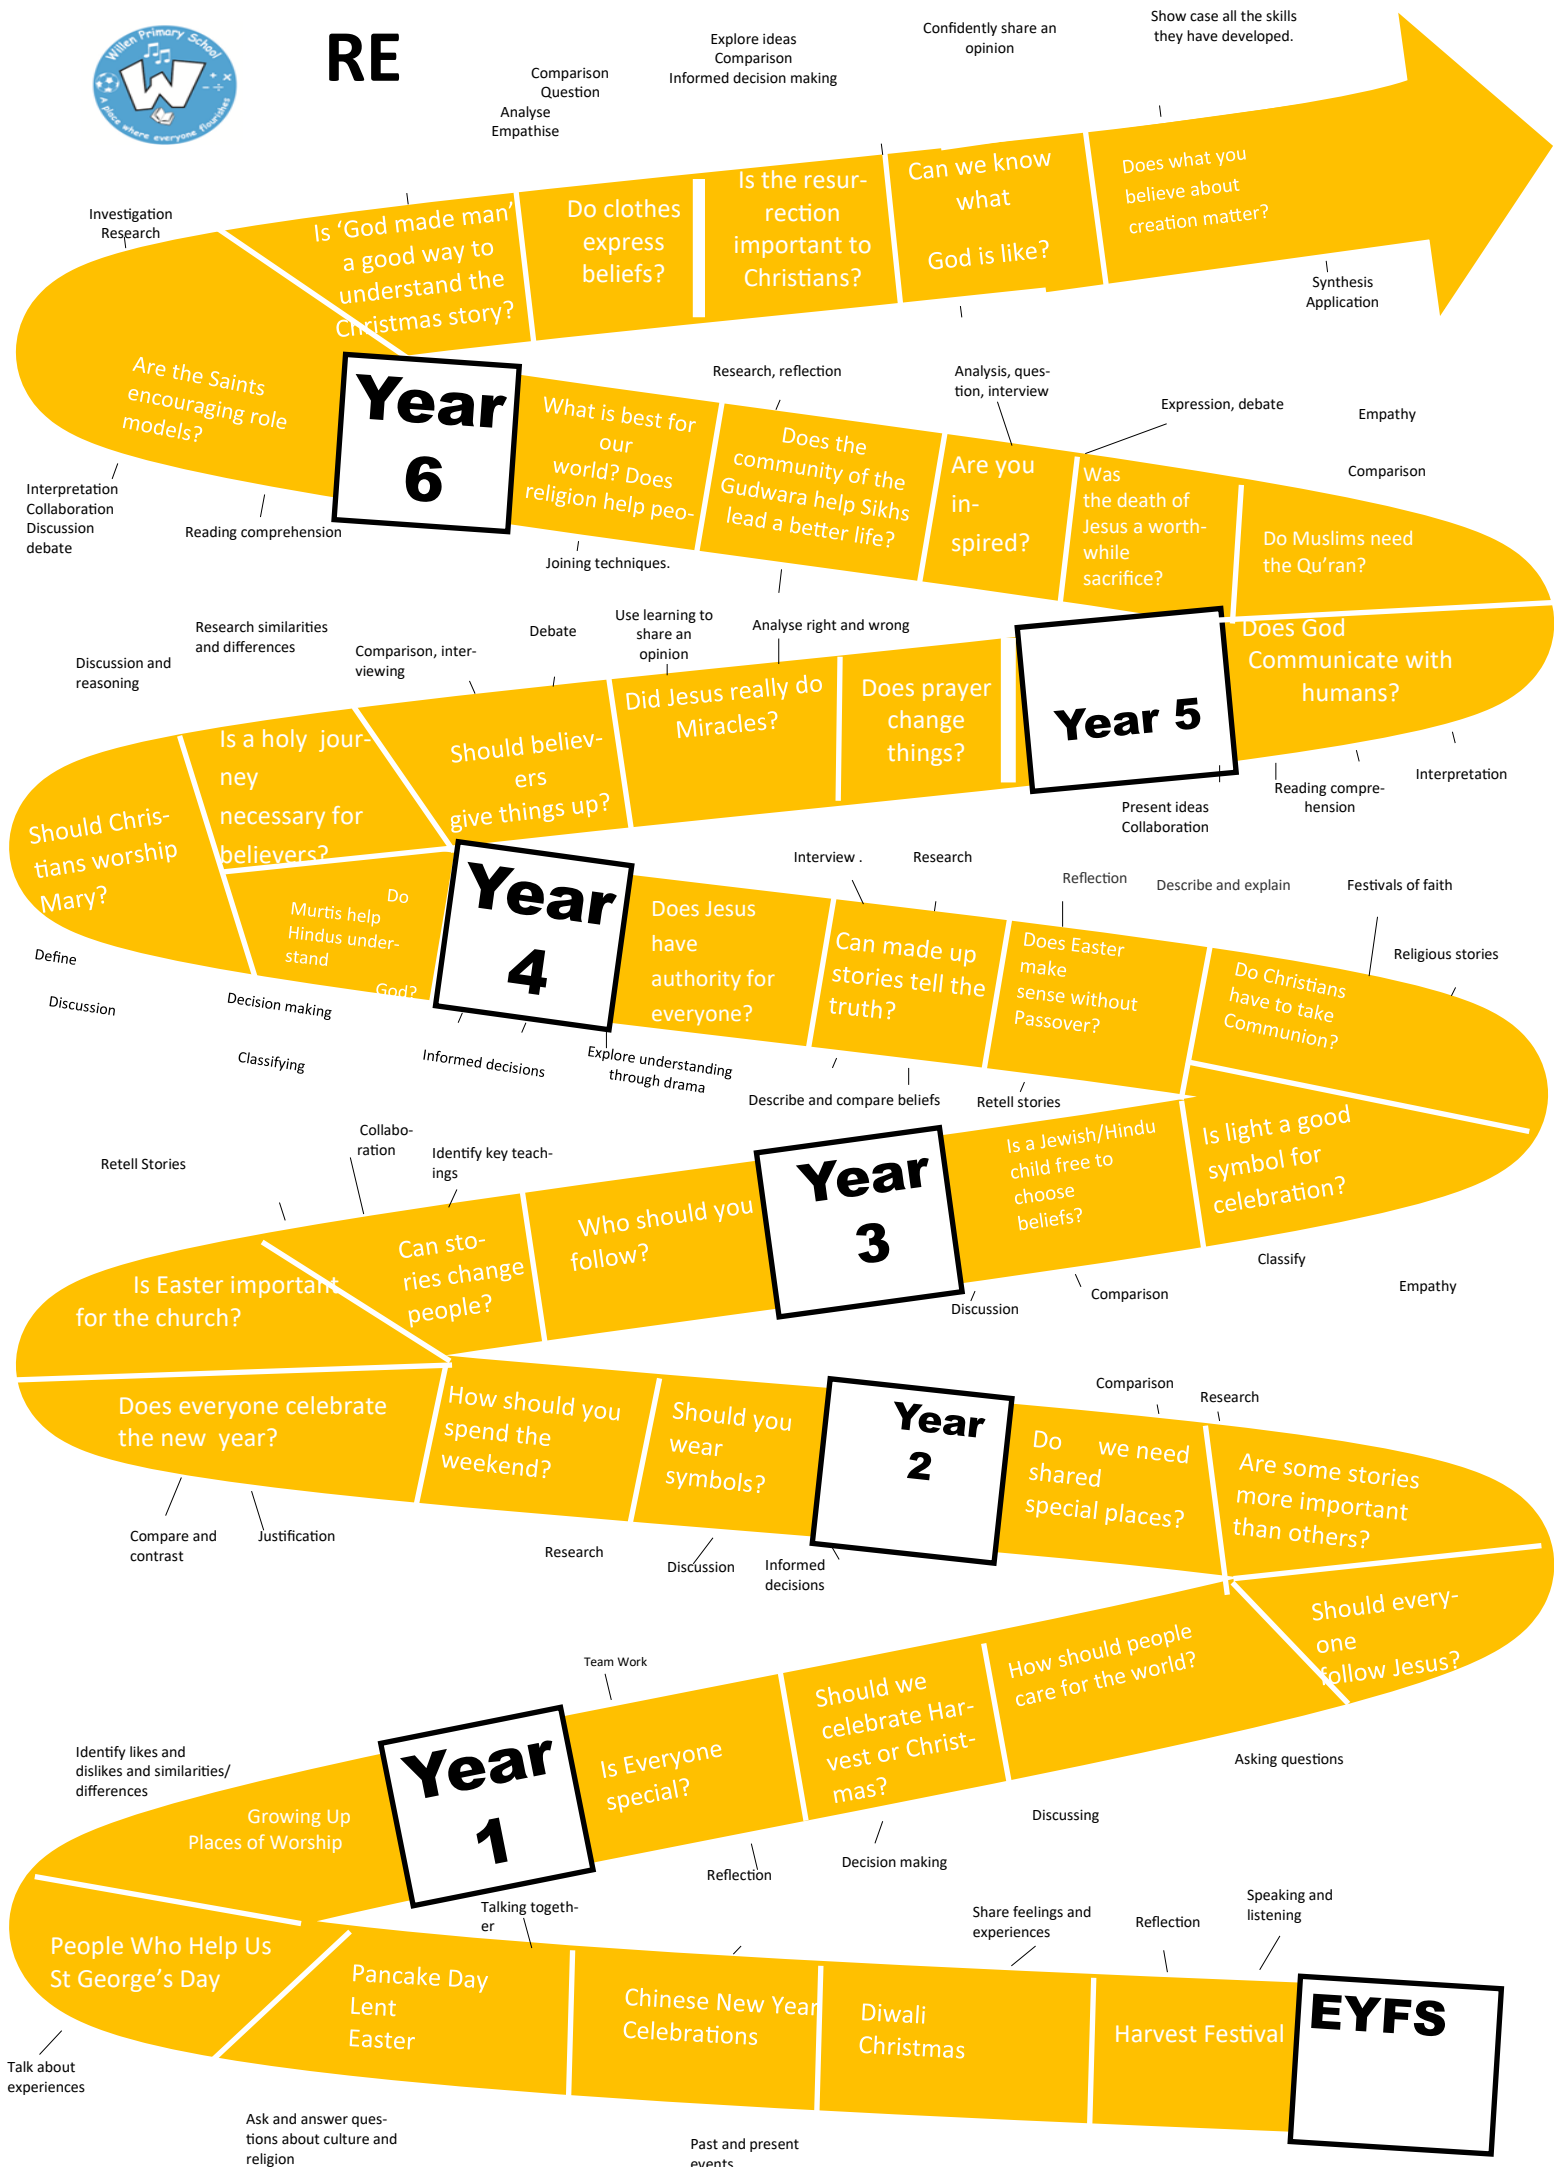 Willen Primary School
A place where everyone flourishes
W
RE
Explore ideas
Comparison
Informed decision making
Confidently share an
opinion
Show case all the skills
they have developed.
Comparison
Question
Analyse
Empathise
Investigation
Research
Is ‘God made man’
a good way to
understand the
Christmas story?
Do clothes
express
beliefs?
Is the resur-
rection
important to
Christians?
Can we know
what
God is like?
Does what you
believe about
creation matter?
Synthesis
Application
Are the Saints
encouraging role
models?
Year
6
Interpretation
Collaboration
Discussion
debate
Reading comprehension
What is best for
our
world? Does
religion help peo-
Research, reflection
Does the
community of the
Gudwara help Sikhs
lead a better life?
Analysis, ques-
tion, interview
Are you
in-
spired?
Expression, debate
Was
the death of
Jesus a worth-
while
sacrifice?
Empathy
Comparison
Do Muslims need
the Qu’ran?
Joining techniques.
Discussion and
reasoning
Research similarities
and differences
Comparison, inter-
viewing
Debate
Use learning to
share an
opinion
Analyse right and wrong
Does God
Communicate with
humans?
Year 5
Does prayer
change
things?
Did Jesus really do
Miracles?
Should believ-
ers
give things up?
Is a holy jour-
ney
necessary for
believers?
Should Chris-
tians worship
Mary?
Interpretation
Reading compre-
hension
Present ideas
Collaboration
Do
Murtis help
Hindus under-
stand
God?
Year
4
Define
Discussion
Decision making
Classifying
Informed decisions
Explore understanding
through drama
Interview .
Research
Reflection
Describe and explain
Festivals of faith
Religious stories
Does Jesus
have
authority for
everyone?
Can made up
stories tell the
truth?
Does Easter
make
sense without
Passover?
Do Christians
have to take
Communion?
Describe and compare beliefs
Retell stories
Is light a good
symbol for
celebration?
Is a Jewish/Hindu
child free to
choose
beliefs?
Year
3
Classify
Empathy
Comparison
Discussion
Retell Stories
Collabo-
ration
Identify key teach-
ings
Who should you
follow?
Can sto-
ries change
people?
Is Easter important
for the church?
Does everyone celebrate
the new year?
How should you
spend the
weekend?
Should you
wear
symbols?
Year
2
Compare and
contrast
Justification
Research
Discussion
Informed
decisions
Comparison
Research
Do we need
shared
special places?
Are some stories
more important
than others?
Should every-
one
follow Jesus?
How should people
care for the world?
Should we
celebrate Har-
vest or Christ-
mas?
Is Everyone
special?
Year
1
Team Work
Asking questions
Discussing
Decision making
Reflection
Identify likes and
dislikes and similarities/
differences
Growing Up
Places of Worship
People Who Help Us
St George’s Day
Pancake Day
Lent
Easter
Chinese New Year
Celebrations
Diwali
Christmas
Harvest Festival
EYFS
Talking togeth-
er
Share feelings and
experiences
Reflection
Speaking and
listening
Talk about
experiences
Ask and answer ques-
tions about culture and
religion
Past and present
events